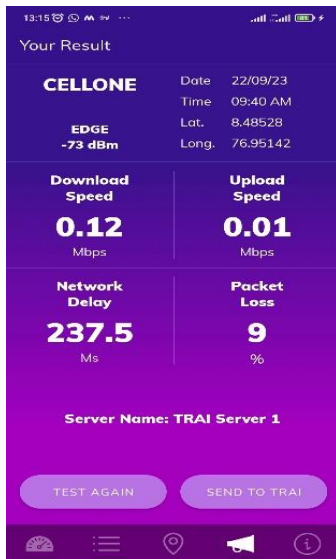 13:15
Your Result
CELLONE
EDGE
-73 dBm
Date 22/09/23
Time 09:40 AM
Lat. 8.48528
Long. 76.95142
Download
Speed
0.12
Mbps
Upload
Speed
0.01
Mbps
Network
Delay
237.5
Ms
Packet
Loss
9
%
Server Name: TRAI Server 1
TEST AGAIN
SEND TO TRAI